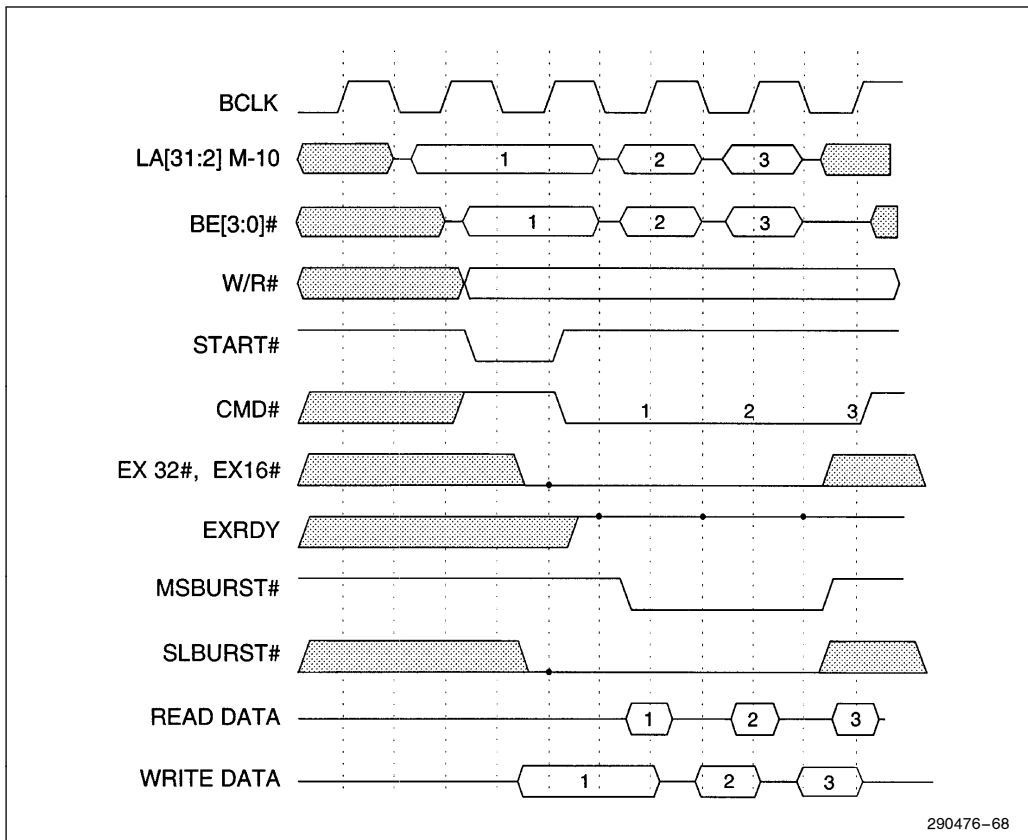 BCLK
LA[31:2] M-10 1 2 3
BE[3:0]# 1 2 3
W/R#
START#
CMD# 1 2 3
EX 32#, EX16#
EXRDY
MSBURST#
SLBURST#
READ DATA 1 2 3
WRITE DATA 1 2 3
290476-68